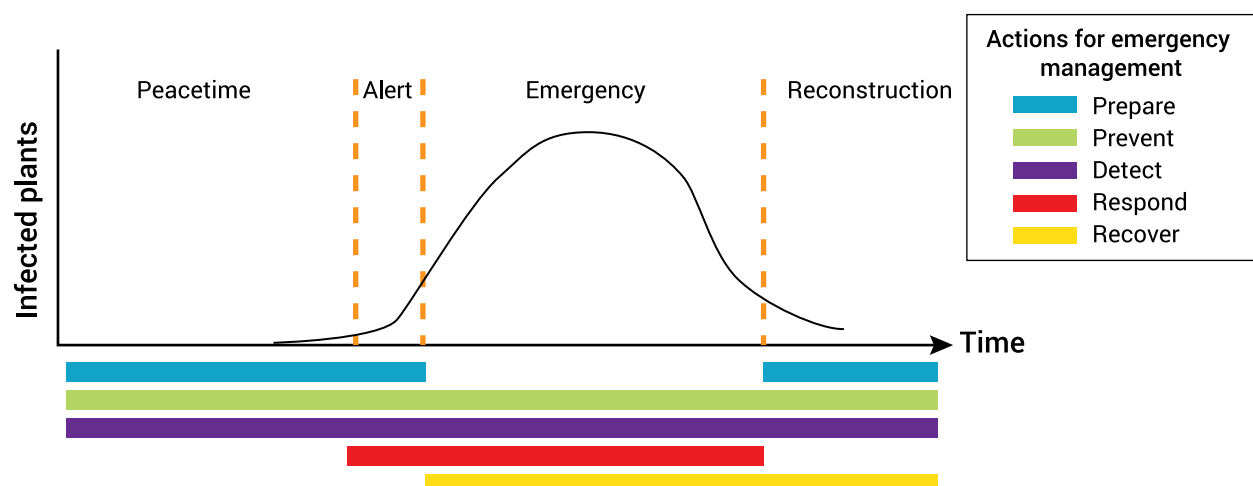 Peacetime
Alert
Emergency
Reconstruction
Infected plants
Time
Actions for emergency
management
Prepare
Prevent
Detect
Respond
Recover